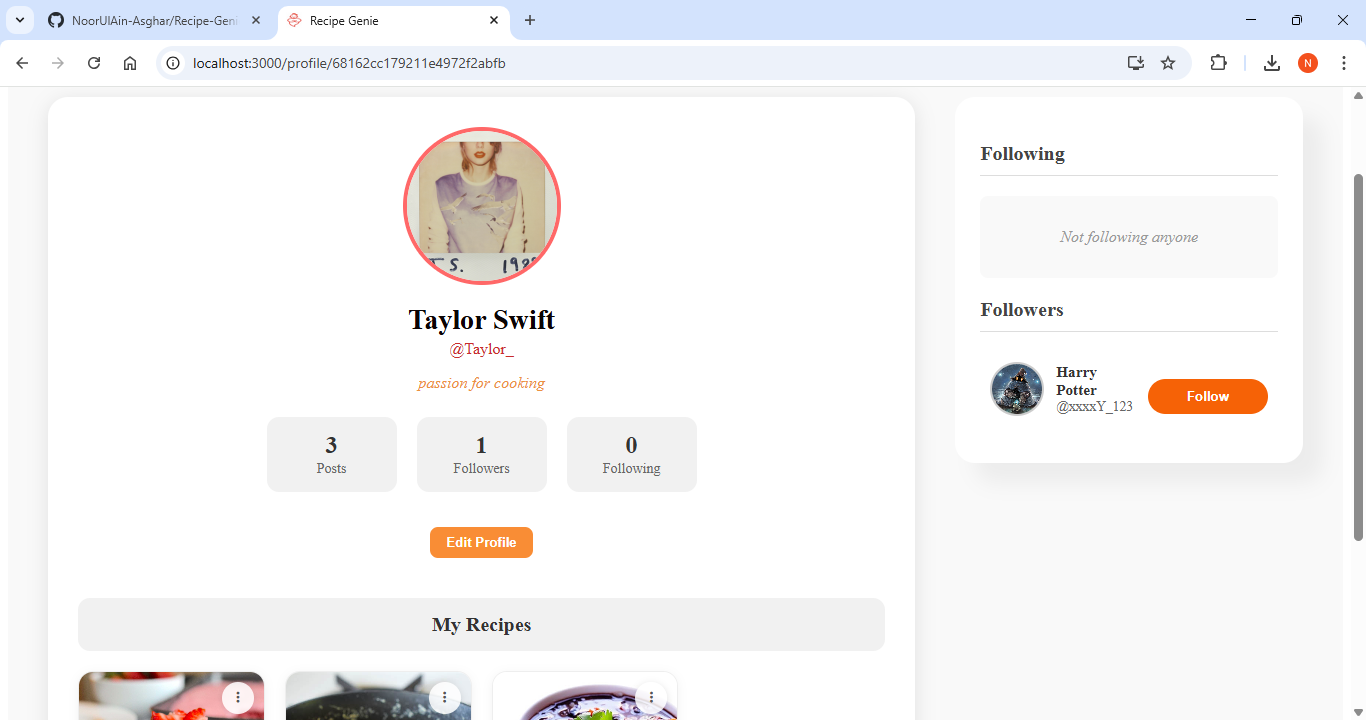 NoorUlAin-Asghar/Recipe-Geni
Recipe Genie
localhost:3000/profile/68162cc179211e4972f2abfb
N
T.S. 198
Taylor Swift
@Taylor_
passion for cooking
3
Posts
1
Followers
0
Following
Edit Profile
My Recipes
Following
Not following anyone
Followers
Harry
Potter
@xxxxY_123
Follow